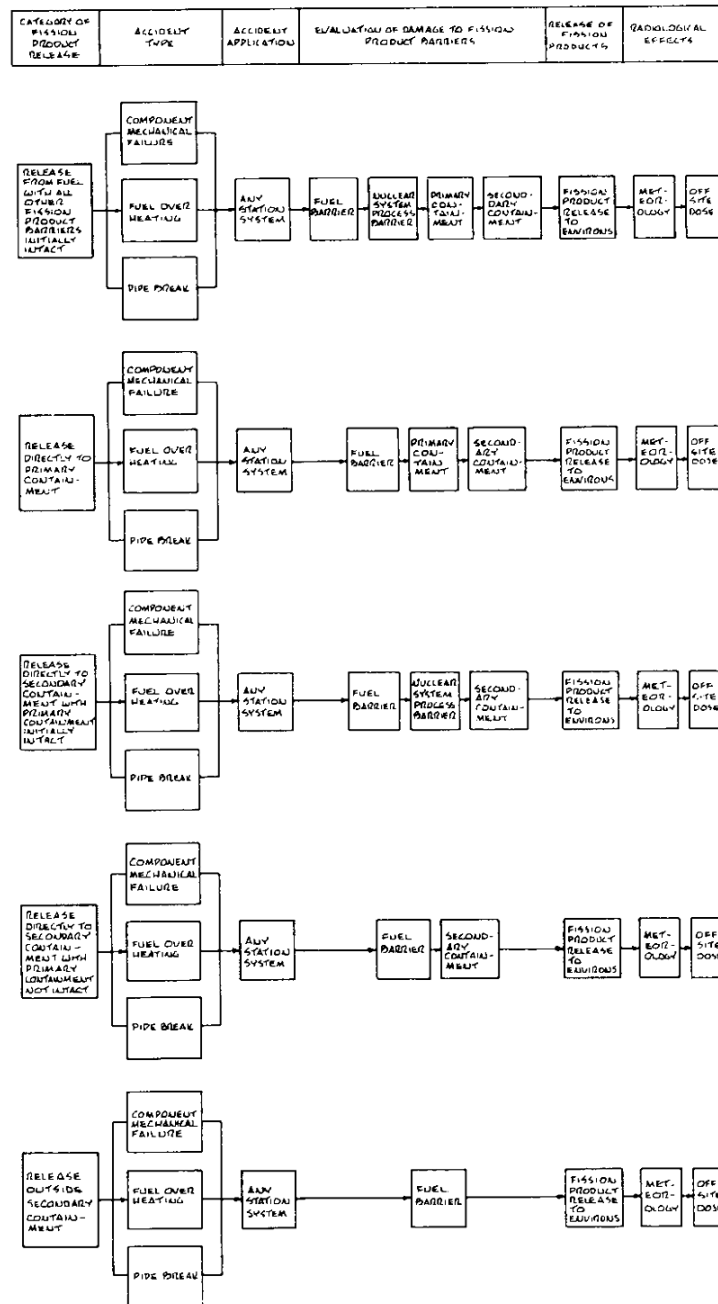 CATEGORY OF
FISSION
PRODUCT
RELEASE
ACCIDENT
TYPE
ACCIDENT
APPLICATION
EVALUATION OF DAMAGE TO FISSION
PRODUCT BARRIERS
RELEASE OF
FISSION
PRODUCTS
RADIOLOGICAL
EFFECTS
RELEASE
FROM FUEL
WITH ALL
OTHER
FISSION
PRODUCT
BARRIERS
INITIALLY
INTACT
COMPONENT
MECHANICAL
FAILURE
FUEL OVER
HEATING
PIPE BREAK
ANY
STATION
SYSTEM
FUEL
BARRIER
NUCLEAR
SYSTEM
PROCESS
BARRIER
PRIMARY
CON-
TAIN-
MENT
SECOND-
DARY
CONTAIN-
MENT
FISSION
PRODUCT
RELEASE
TO
ENVIRONS
MET-
EOR-
OLOGY
OFF
SITE
DOSE
RELEASE
DIRECTLY TO
PRIMARY
CONTAIN-
MENT
COMPONENT
MECHANICAL
FAILURE
FUEL OVER
HEATING
PIPE BREAK
ANY
STATION
SYSTEM
FUEL
BARRIER
PRIMARY
CON-
TAIN-
MENT
SECOND-
ARY
CONTAIN-
MENT
FISSION
PRODUCT
RELEASE
TO
ENVIRONS
MET-
EOR-
OLOGY
OFF
SITE
DOSE
RELEASE
DIRECTLY TO
SECONDARY
CONTAIN-
MENT WITH
PRIMARY
CONTAINMENT
INITIALLY
INTACT
COMPONENT
MECHANICAL
FAILURE
FUEL OVER
HEATING
PIPE BREAK
ANY
STATION
SYSTEM
FUEL
BARRIER
NUCLEAR
SYSTEM
PROCESS
BARRIER
SECOND-
ARY
CONTAIN-
MENT
FISSION
PRODUCT
RELEASE
TO
ENVIRONS
MET-
EOR-
OLOGY
OFF
SITE
DOSE
RELEASE
DIRECTLY TO
SECONDARY
CONTAIN-
MENT WITH
PRIMARY
CONTAINMENT
NOT INTACT
COMPONENT
MECHANICAL
FAILURE
FUEL OVER
HEATING
PIPE BREAK
ANY
STATION
SYSTEM
FUEL
BARRIER
SECOND-
ARY
CONTAIN-
MENT
FISSION
PRODUCT
RELEASE
TO
ENVIRONS
MET-
EOR-
OLOGY
OFF
SITE
DOSE
RELEASE
OUTSIDE
SECONDARY
CONTAIN-
MENT
COMPONENT
MECHANICAL
FAILURE
FUEL OVER
HEATING
PIPE BREAK
ANY
STATION
SYSTEM
FUEL
BARRIER
FISSION
PRODUCT
RELEASE
TO
ENVIRONS
MET-
EOR-
OLOGY
OFF
SITE
DOSE